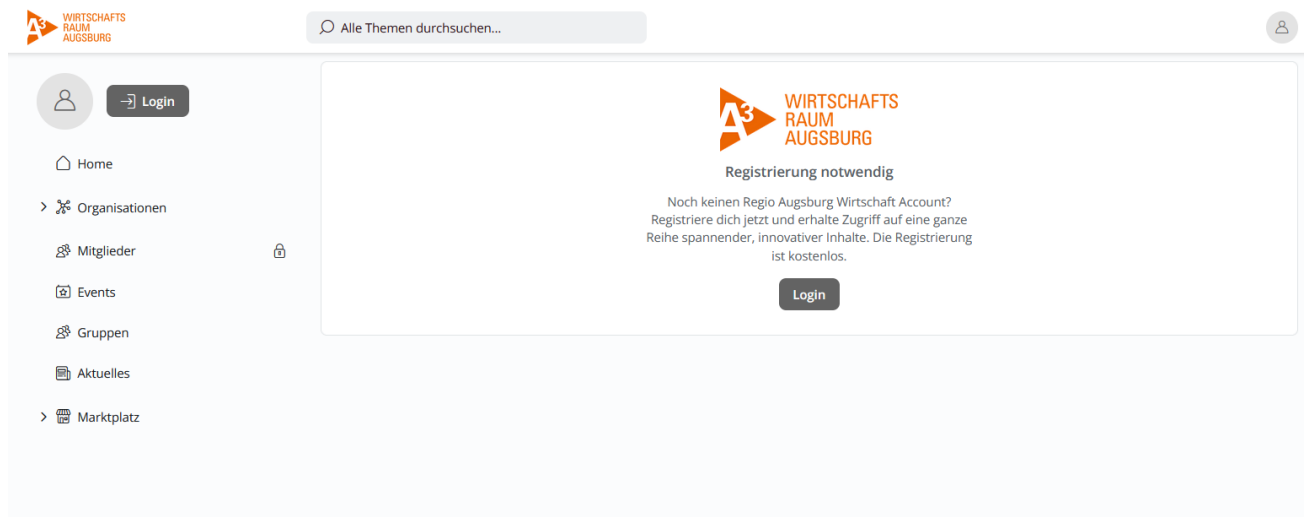 A3 WIRTSCHAFTS
RAUM
AUGSBURG
Alle Themen durchsuchen...
Login
Home
Organisationen
Mitglieder
Events
Gruppen
Aktuelles
Marktplatz
A3 WIRTSCHAFTS
RAUM
AUGSBURG
Registrierung notwendig
Noch keinen Regio Augsburg Wirtschaft Account?
Registriere dich jetzt und erhalte Zugriff auf eine ganze
Reihe spannender, innovativer Inhalte. Die Registrierung
ist kostenlos.
Login